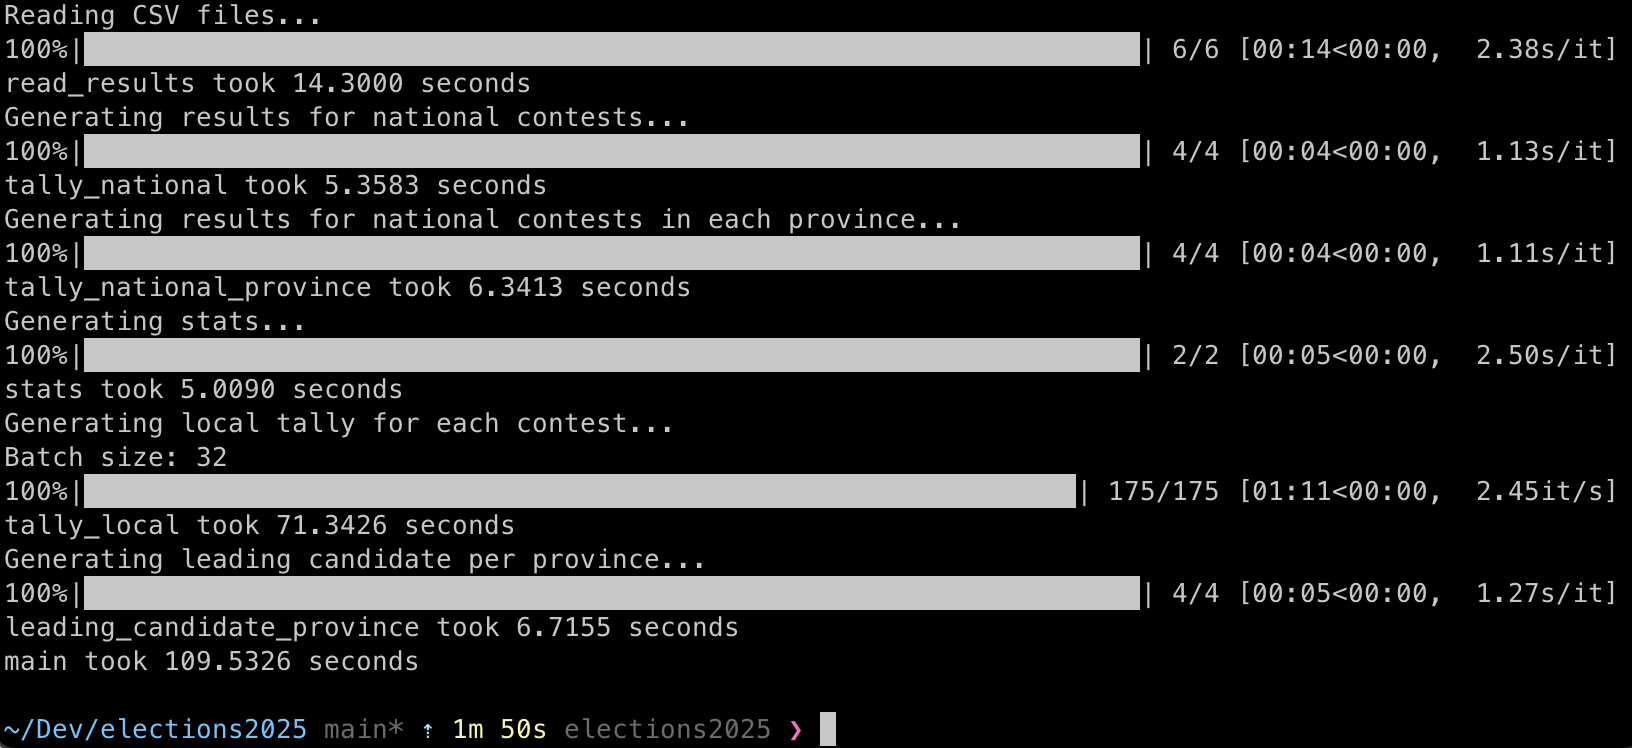 Reading CSV files...
100%|██████████| 6/6 [00:14<00:00,  2.38s/it]
read_results took 14.3000 seconds
Generating results for national contests...
100%|██████████| 4/4 [00:04<00:00,  1.13s/it]
tally_national took 5.3583 seconds
Generating results for national contests in each province...
100%|██████████| 4/4 [00:04<00:00,  1.11s/it]
tally_national_province took 6.3413 seconds
Generating stats...
100%|██████████| 2/2 [00:05<00:00,  2.50s/it]
stats took 5.0090 seconds
Generating local tally for each contest...
Batch size: 32
100%|██████████| 175/175 [01:11<00:00,  2.45it/s]
tally_local took 71.3426 seconds
Generating leading candidate per province...
100%|██████████| 4/4 [00:05<00:00,  1.27s/it]
leading_candidate_province took 6.7155 seconds
main took 109.5326 seconds
~/Dev/elections2025 main* ⇡ 1m 50s elections2025 ❯